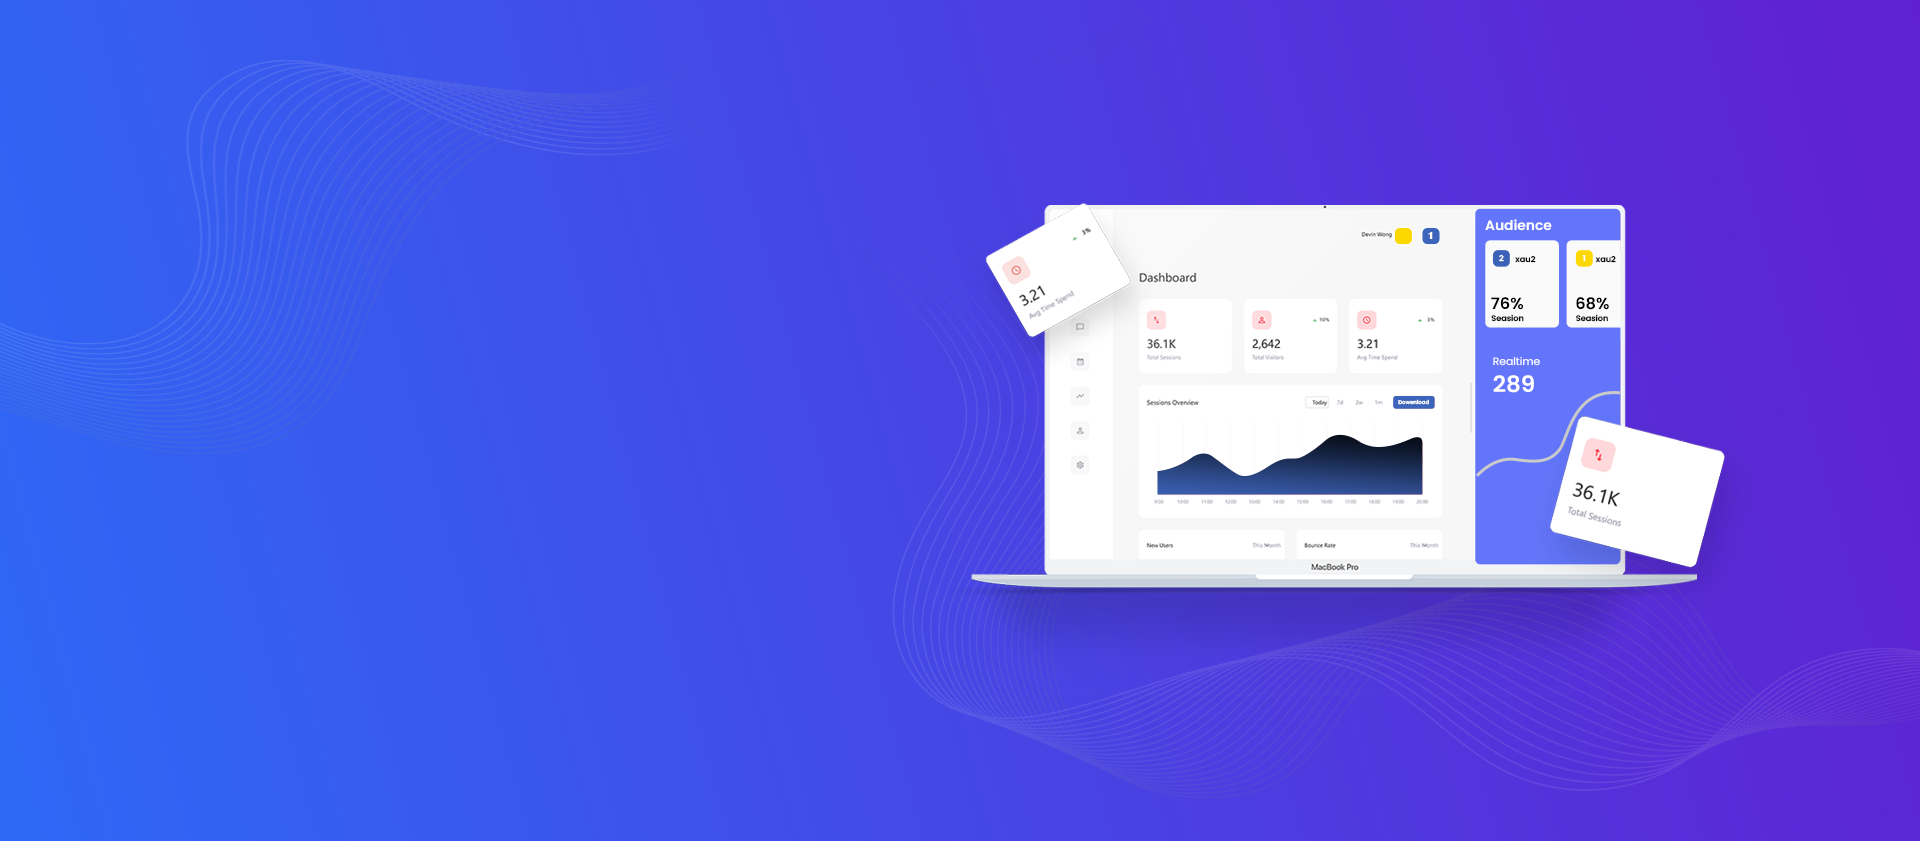 3%
3.21
Avg Time Spend
Devin Wong
1
Dashboard
36.1K
Total Sessions
10%
2,642
Total Visitors
3%
3.21
Avg Time Spend
Sessions Overview
Today 7d 2w 1m Downlload
9:00 10:00 11:00 12:00 13:00 14:00 15:00 16:00 17:00 18:00 19:00 20:00
New Users This Month
Bounce Rate This Month
MacBook Pro
Audience
2 xau2
76%
Seasion
1 xau2
68%
Seasion
Realtime
289
36.1K
Total Sessions